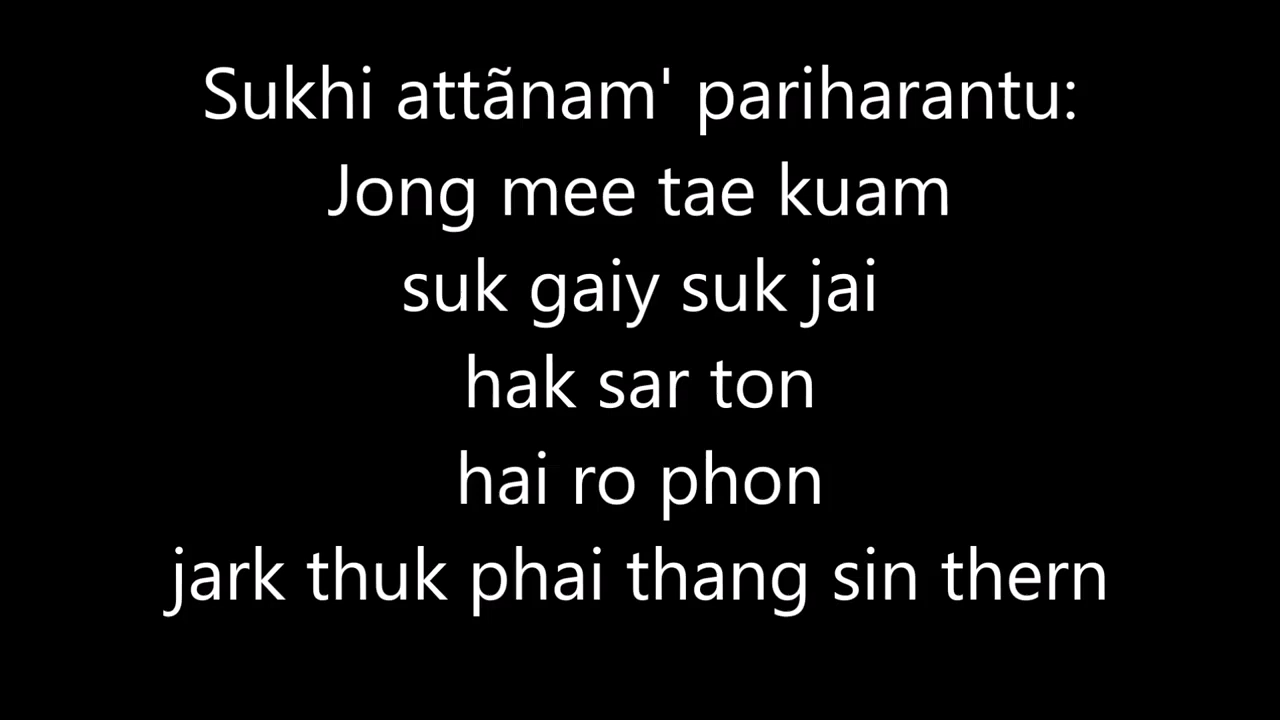 Sukhi attãnam' pariharantu:
Jong mee tae kuam
suk gaiy suk jai
hak sar ton
hai ro phon
jark thuk phai thang sin thern